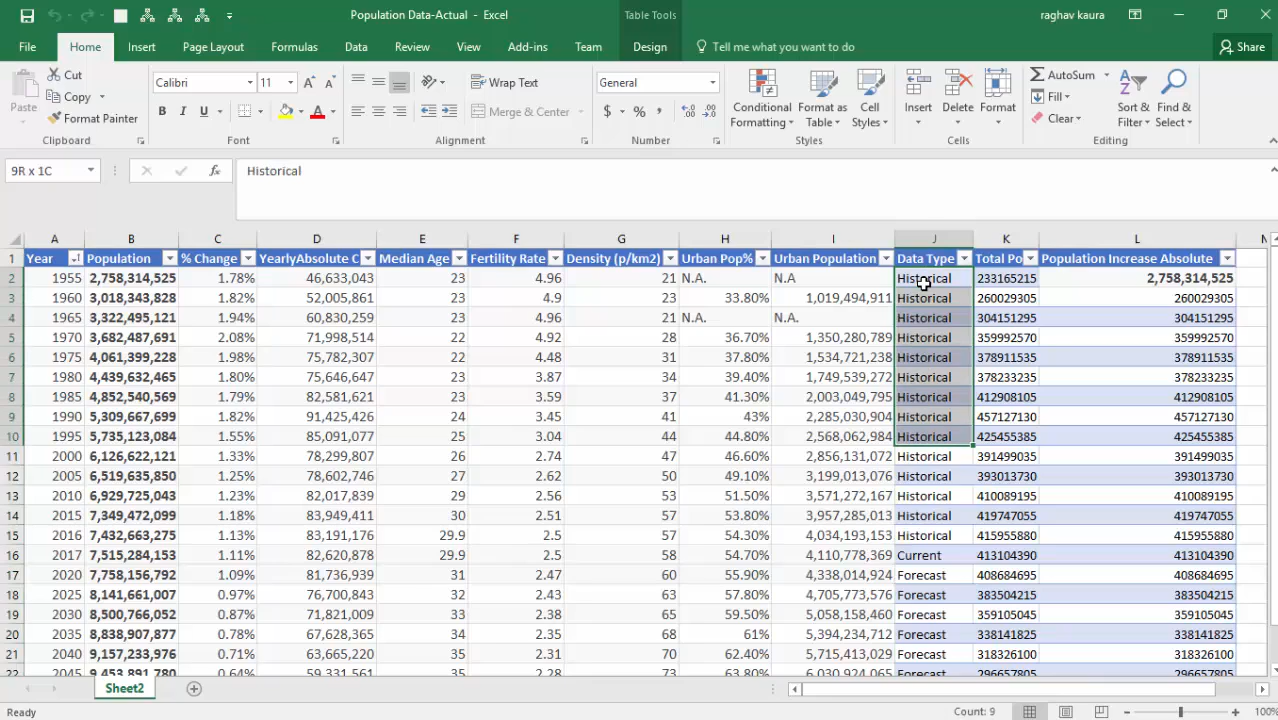 Population Data-Actual - Excel
Table Tools
raghav kaura
File Home Insert Page Layout Formulas Data Review View Add-ins Team Design Tell me what you want to do Share
Paste
Cut
Copy
Format Painter
Calibri 11
B I U
Wrap Text
Merge & Center
General
$ % ,
Conditional Formatting
Format as Table
Cell Styles
Insert
Delete
Format
AutoSum
Fill
Clear
Sort & Filter
Find & Select
Clipboard Font Alignment Number Styles Cells Editing
9R x 1C fx Historical
A B C D E F G H I J K L
1 Year Population % Change YearlyAbsolute C Median Age Fertility Rate Density (p/km2) Urban Pop% Urban Population Data Type Total Po Population Increase Absolute
2 1955 2,758,314,525 1.78% 46,633,043 23 4.96 21 N.A. N.A Historical 233165215 2,758,314,525
3 1960 3,018,343,828 1.82% 52,005,861 23 4.9 23 33.80% 1,019,494,911 Historical 260029305 260029305
4 1965 3,322,495,121 1.94% 60,830,259 23 4.96 21 N.A. N.A. Historical 304151295 304151295
5 1970 3,682,487,691 2.08% 71,998,514 22 4.92 28 36.70% 1,350,280,789 Historical 359992570 359992570
6 1975 4,061,399,228 1.98% 75,782,307 22 4.48 31 37.80% 1,534,721,238 Historical 378911535 378911535
7 1980 4,439,632,465 1.80% 75,646,647 23 3.87 34 39.40% 1,749,539,272 Historical 378233235 378233235
8 1985 4,852,540,569 1.79% 82,581,621 23 3.59 37 41.30% 2,003,049,795 Historical 412908105 412908105
9 1990 5,309,667,699 1.82% 91,425,426 24 3.45 41 43% 2,285,030,904 Historical 457127130 457127130
10 1995 5,735,123,084 1.55% 85,091,077 25 3.04 44 44.80% 2,568,062,984 Historical 425455385 425455385
11 2000 6,126,622,121 1.33% 78,299,807 26 2.74 47 46.60% 2,856,131,072 Historical 391499035 391499035
12 2005 6,519,635,850 1.25% 78,602,746 27 2.62 50 49.10% 3,199,013,076 Historical 393013730 393013730
13 2010 6,929,725,043 1.23% 82,017,839 29 2.56 53 51.50% 3,571,272,167 Historical 410089195 410089195
14 2015 7,349,472,099 1.18% 83,949,411 30 2.51 57 53.80% 3,957,285,013 Historical 419747055 419747055
15 2016 7,432,663,275 1.13% 83,191,176 29.9 2.5 57 54.30% 4,034,193,153 Historical 415955880 415955880
16 2017 7,515,284,153 1.11% 82,620,878 29.9 2.5 58 54.70% 4,110,778,369 Current 413104390 413104390
17 2020 7,758,156,792 1.09% 81,736,939 31 2.47 60 55.90% 4,338,014,924 Forecast 408684695 408684695
18 2025 8,141,661,007 0.97% 76,700,843 32 2.43 63 57.80% 4,705,773,576 Forecast 383504215 383504215
19 2030 8,500,766,052 0.87% 71,821,009 33 2.38 65 59.50% 5,058,158,460 Forecast 359105045 359105045
20 2035 8,838,907,877 0.78% 67,628,365 34 2.35 68 61% 5,394,234,712 Forecast 338141825 338141825
21 2040 9,157,233,976 0.71% 63,665,220 35 2.31 70 62.40% 5,715,413,029 Forecast 318326100 318326100
22 2045 9,453,891,780 0.64% 59,331,561 35 2.28 73 63.80% 6,030,924,065 Forecast 296657805 296657805
Sheet2
Ready Count: 9 100%